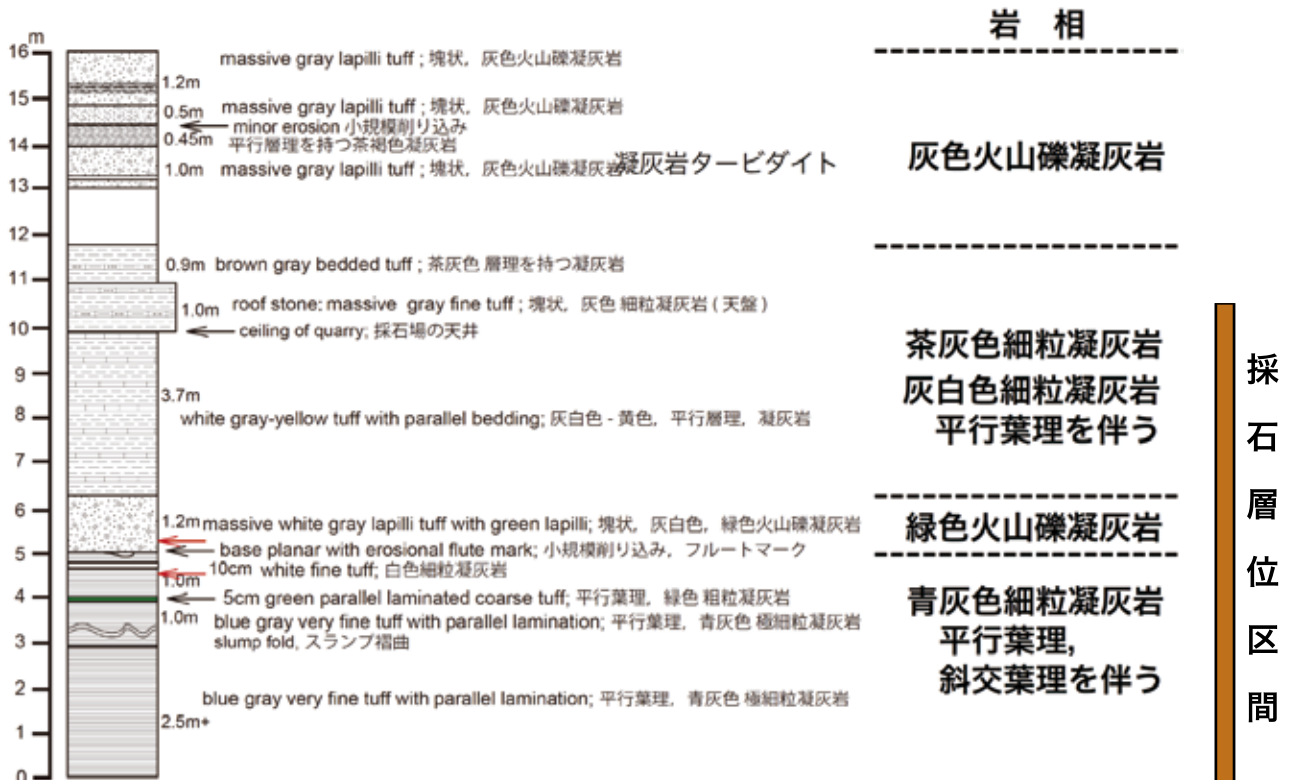 岩 相
m
16
massive gray lapilli tuff ; 塊状, 灰色火山礫凝灰岩
1.2m
15
0.5m massive gray lapilli tuff ; 塊状, 灰色火山礫凝灰岩
minor erosion 小規模削り込み
0.45m 平行層理を持つ茶褐色凝灰岩
14
1.0m massive gray lapilli tuff ; 塊状, 灰色火山礫凝灰岩
凝灰岩タービダイト
灰色火山礫凝灰岩
13
12
0.9m brown gray bedded tuff ; 茶灰色 層理を持つ凝灰岩
11
1.0m roof stone: massive gray fine tuff ; 塊状, 灰色 細粒凝灰岩 ( 天盤 )
10
ceiling of quarry; 採石場の天井
茶灰色細粒凝灰岩
9
3.7m
灰白色細粒凝灰岩
8
white gray-yellow tuff with parallel bedding; 灰白色 - 黄色, 平行層理, 凝灰岩
平行葉理を伴う
7
6
1.2m massive white gray lapilli tuff with green lapilli; 塊状, 灰白色, 緑色火山礫凝灰岩
緑色火山礫凝灰岩
5
base planar with erosional flute mark; 小規模削り込み, フルートマーク
10cm white fine tuff; 白色細粒凝灰岩
1.0m
4
5cm green parallel laminated coarse tuff; 平行葉理, 緑色 粗粒凝灰岩
青灰色細粒凝灰岩
1.0m blue gray very fine tuff with parallel lamination; 平行葉理, 青灰色 極細粒凝灰岩
平行葉理,
3
slump fold, スランプ褶曲
斜交葉理を伴う
2
blue gray very fine tuff with parallel lamination; 平行葉理, 青灰色 極細粒凝灰岩
2.5m+
1
0
採石層位区間